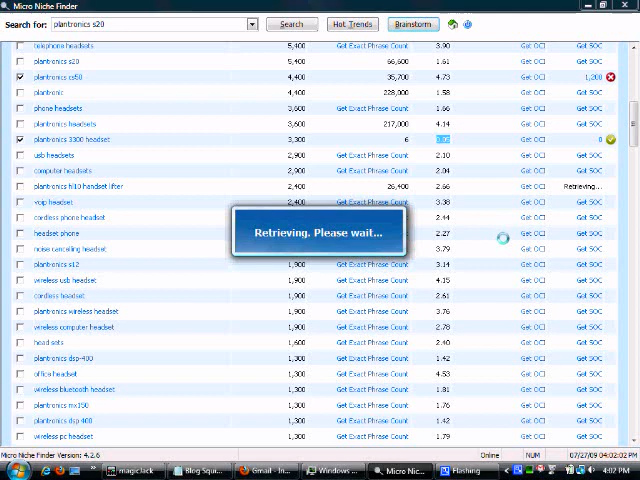 Micro Niche Finder
Search for: plantronics s20 Search Hot Trends Brainstorm
telephone headsets 5,400 Get Exact Phrase Count 3.90 Get OCI Get SOC
plantronics s20 5,400 66,600 1.61 Get OCI Get SOC
plantronics cs50 4,400 35,700 4.73 Get OCI 1,200
plantronic 4,400 228,000 1.58 Get OCI Get SOC
phone headsets 3,600 Get Exact Phrase Count 1.66 Get OCI Get SOC
plantronics headsets 3,600 217,000 4.14 Get OCI Get SOC
plantronics 3300 headset 3,300 6 Get OCI 0
usb headsets 2,900 Get Exact Phrase Count 2.10 Get OCI Get SOC
computer headsets 2,900 Get Exact Phrase Count 2.04 Get OCI Get SOC
plantronics hl10 handset lifter 2,400 26,400 2.66 Get OCI Retrieving...
voip headset 2,400 Get Exact Phrase Count 3.38 Get OCI Get SOC
cordless phone headset 2.44 Get OCI Get SOC
headset phone 2.27 Get OCI Get SOC
Retrieving. Please wait...
noise cancelling headset 3.79 Get OCI Get SOC
plantronics s12 1,900 Get Exact Phrase Count 3.14 Get OCI Get SOC
wireless usb headset 1,900 Get Exact Phrase Count 4.15 Get OCI Get SOC
cordless headset 1,900 Get Exact Phrase Count 2.61 Get OCI Get SOC
plantronics wireless headset 1,900 Get Exact Phrase Count 3.76 Get OCI Get SOC
wireless computer headset 1,900 Get Exact Phrase Count 2.78 Get OCI Get SOC
head sets 1,600 Get Exact Phrase Count 2.40 Get OCI Get SOC
plantronics dsp-400 1,300 Get Exact Phrase Count 1.42 Get OCI Get SOC
office headset 1,300 Get Exact Phrase Count 4.53 Get OCI Get SOC
wireless bluetooth headset 1,300 Get Exact Phrase Count 1.81 Get OCI Get SOC
plantronics mx150 1,300 Get Exact Phrase Count 1.76 Get OCI Get SOC
plantronics dsp 400 1,300 Get Exact Phrase Count 1.42 Get OCI Get SOC
wireless pc headset 1,300 Get Exact Phrase Count 1.79 Get OCI Get SOC
Micro Niche Finder Version: 4.2.6 Online NUM 07/27/09 04:02:02 PM
magicJack Blog Squ... Gmail - In... Windows ... Micro Nic... Flashing 4:02 PM